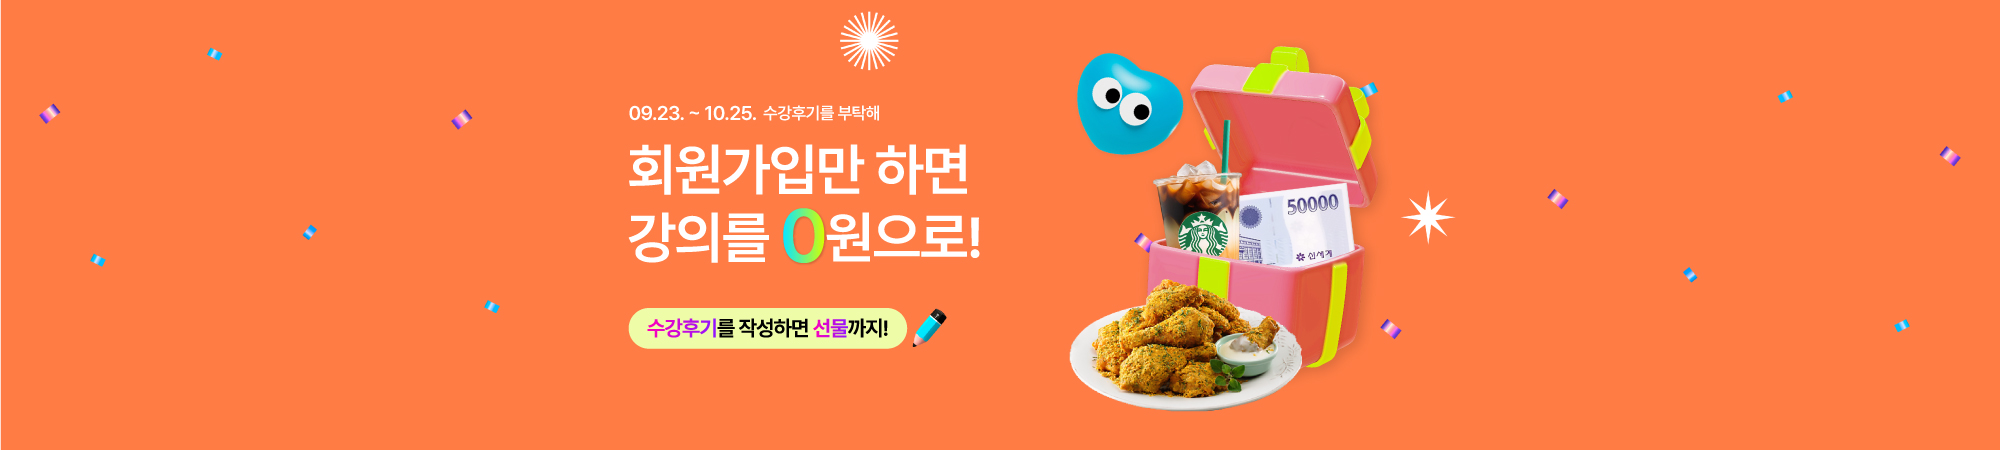 09.23. ~ 10.25. 수강후기를 부탁해
회원가입만 하면
강의를 0원으로!
수강후기를 작성하면 선물까지!
50000
신세계